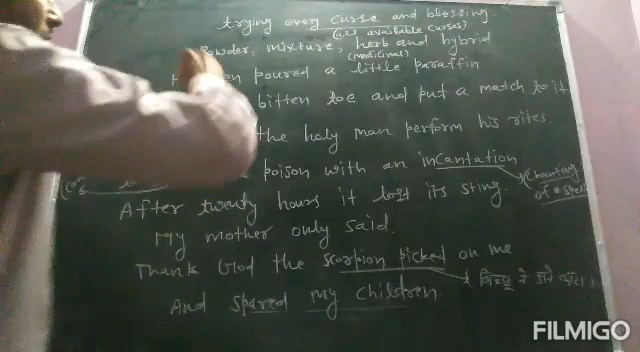 trying every curse and blessing
(all available curses)
Powder, mixture, herb and hybrid
(medicinal)
poured a little paraffin
bitten toe and put a match to it
the holy man perform his rites.
poison with an incantation
(Chanting of a spell
After twenty hours it lost its sting.
My mother only said.
Thank God the scorpion picked on me
And spared my children.
FILMIGO